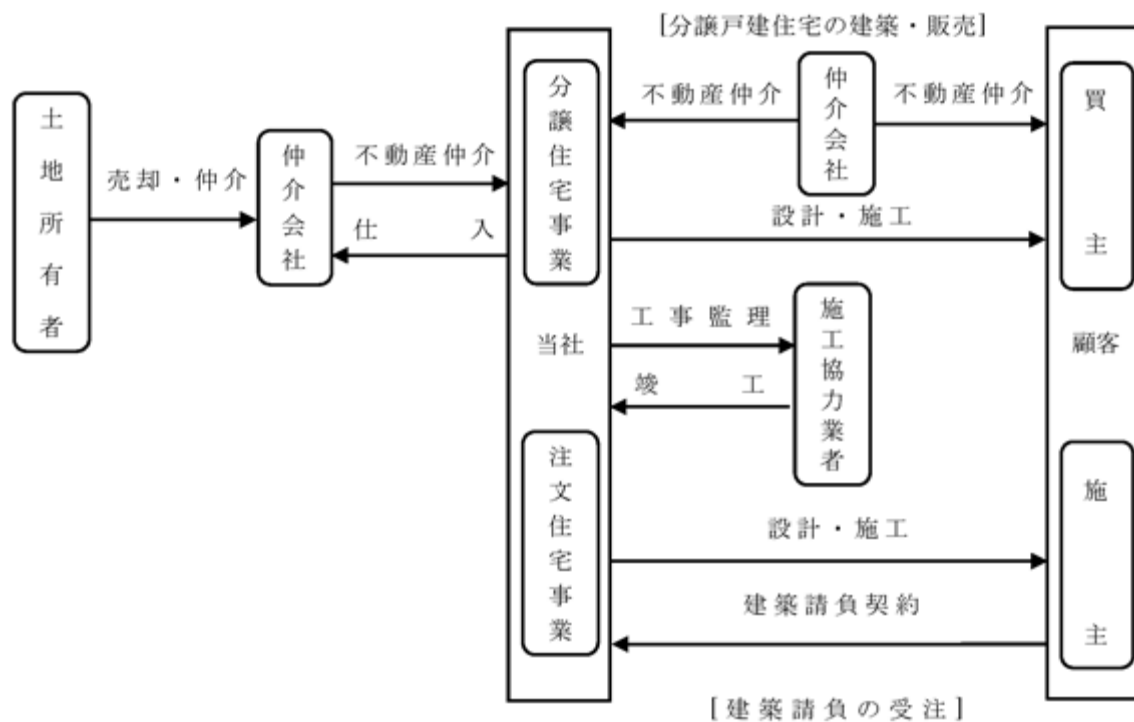 [分譲戸建住宅の建築・販売]
土地所有者
売却・仲介
仲介会社
不動産仲介
仕入
分譲住宅事業
不動産仲介
仲介会社
不動産仲介
買主
設計・施工
当社
工事監理
竣工
施工協力業者
顧客
注文住宅事業
設計・施工
建築請負契約
施主
[建築請負の受注]